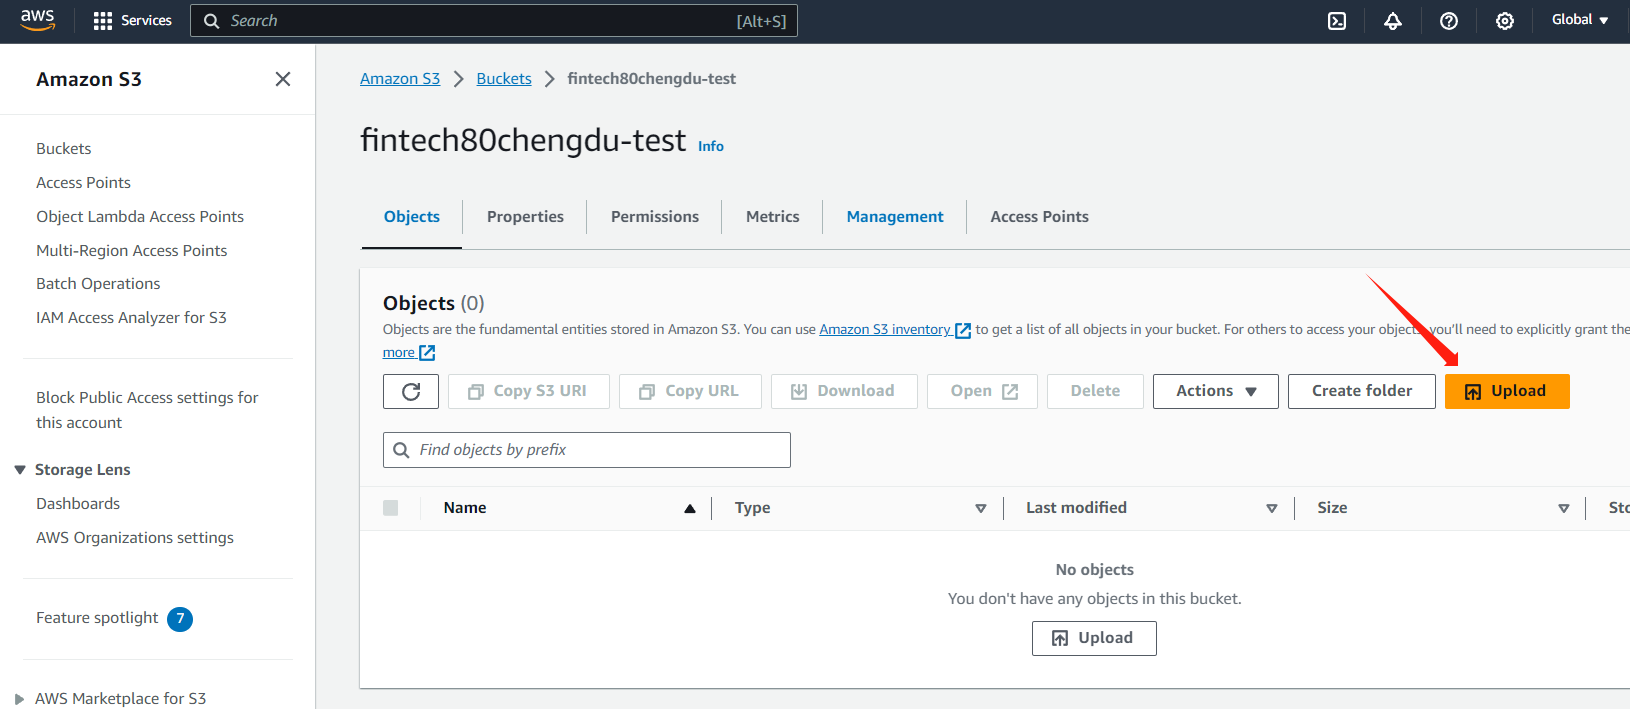 aws Services Search [Alt+S] Global
Amazon S3
Buckets
Access Points
Object Lambda Access Points
Multi-Region Access Points
Batch Operations
IAM Access Analyzer for S3
Block Public Access settings for
this account
Storage Lens
Dashboards
AWS Organizations settings
Feature spotlight 7
AWS Marketplace for S3
Amazon S3 Buckets fintech80chengdu-test
fintech80chengdu-test Info
Objects Properties Permissions Metrics Management Access Points
Objects (0)
Objects are the fundamental entities stored in Amazon S3. You can use Amazon S3 inventory to get a list of all objects in your bucket. For others to access your objects, you'll need to explicitly grant the
more
Copy S3 URI Copy URL Download Open Delete Actions Create folder Upload
Find objects by prefix
Name Type Last modified Size
No objects
You don't have any objects in this bucket.
Upload